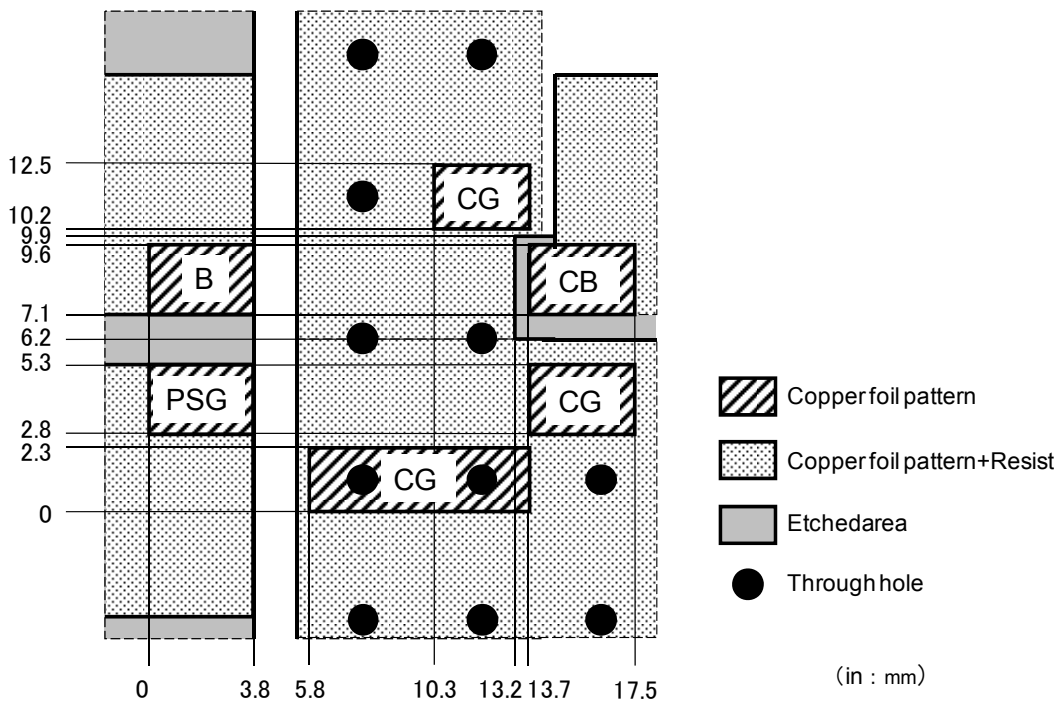 12.5
10.2
9.9
9.6
7.1
6.2
5.3
2.8
2.3
0
CG
B
CB
PSG
CG
CG
0
3.8
5.8
10.3
13.2
13.7
17.5
Copper foil pattern
Copper foil pattern+Resist
Etchedarea
Through hole
(in : mm)